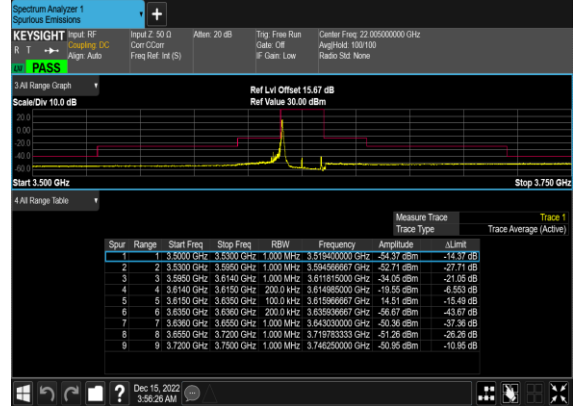 Spectrum Analyzer 1
Spurious Emissions
+
KEYSIGHT Input: RF Input Z: 50 Ω Atten: 20 dB Trig: Free Run Center Freq: 22.005000000 GHz
R T Coupling: DC Corr CCorr Gate: Off Avg|Hold: 100/100
Align: Auto Freq Ref: Int (S) IF Gain: Low Radio Std: None
PASS
3 All Range Graph
Ref Lvl Offset 15.67 dB
Scale/Div 10.0 dB Ref Value 30.00 dBm
20.0
0.00
-20.0
-40.0
-60.0
Start 3.500 GHz Stop 3.750 GHz
4 All Range Table
Measure Trace Trace 1
Trace Type Trace Average (Active)
Spur Range Start Freq Stop Freq RBW Frequency Amplitude ΔLimit
1 1 3.5000 GHz 3.5300 GHz 1.000 MHz 3.519400000 GHz -54.37 dBm -14.37 dB
2 2 3.5300 GHz 3.5950 GHz 1.000 MHz 3.594566667 GHz -52.71 dBm -27.71 dB
3 3 3.5950 GHz 3.6140 GHz 1.000 MHz 3.611815000 GHz -34.05 dBm -21.05 dB
4 4 3.6140 GHz 3.6150 GHz 200.0 kHz 3.614985000 GHz -19.55 dBm -6.553 dB
5 5 3.6150 GHz 3.6350 GHz 100.0 kHz 3.615966667 GHz 14.51 dBm -15.49 dB
6 6 3.6350 GHz 3.6360 GHz 200.0 kHz 3.635936667 GHz -56.67 dBm -43.67 dB
7 7 3.6360 GHz 3.6550 GHz 1.000 MHz 3.643030000 GHz -50.36 dBm -37.36 dB
8 8 3.6550 GHz 3.7200 GHz 1.000 MHz 3.719783333 GHz -51.26 dBm -26.26 dB
9 9 3.7200 GHz 3.7500 GHz 1.000 MHz 3.746250000 GHz -50.95 dBm -10.95 dB
? Dec 15, 2022
3:56:26 AM